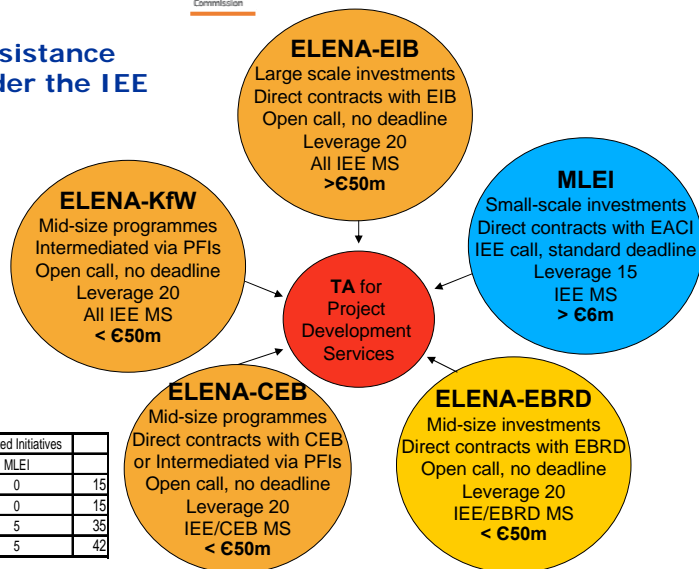 Commission
sistance
der the IEE
ELENA-EIB
Large scale investments
Direct contracts with EIB
Open call, no deadline
Leverage 20
All IEE MS
>€50m
ELENA-KfW
Mid-size programmes
Intermediated via PFIs
Open call, no deadline
Leverage 20
All IEE MS
< €50m
MLEI
Small-scale investments
Direct contracts with EACI
IEE call, standard deadline
Leverage 15
IEE MS
> €6m
TA for
Project
Development
Services
ELENA-CEB
Mid-size programmes
Direct contracts with CEB
or Intermediated via PFIs
Open call, no deadline
Leverage 20
IEE/CEB MS
< €50m
ELENA-EBRD
Mid-size investments
Direct contracts with EBRD
Open call, no deadline
Leverage 20
IEE/EBRD MS
< €50m
ed Initiatives
MLEI
0 15
0 15
5 35
5 42